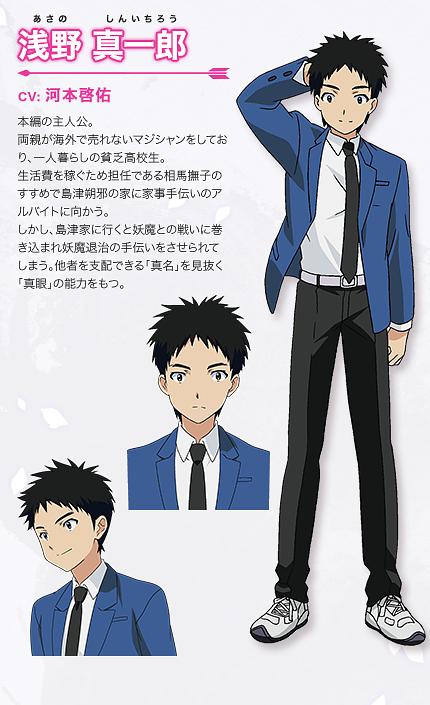 あさの しんいちろう
浅野 真一郎
CV: 河本啓佑
本編の主人公。
両親が海外で売れないマジシャンをしてお
り、一人暮らしの貧乏高校生。
生活費を稼ぐため担任である相馬撫子の
すすめで島津朔邪の家に家事手伝いのア
ルバイトに向かう。
しかし、島津家に行くと妖魔との戦いに巻
き込まれ妖魔退治の手伝いをさせられて
しまう。他者を支配できる「真名」を見抜く
「真眼」の能力をもつ。